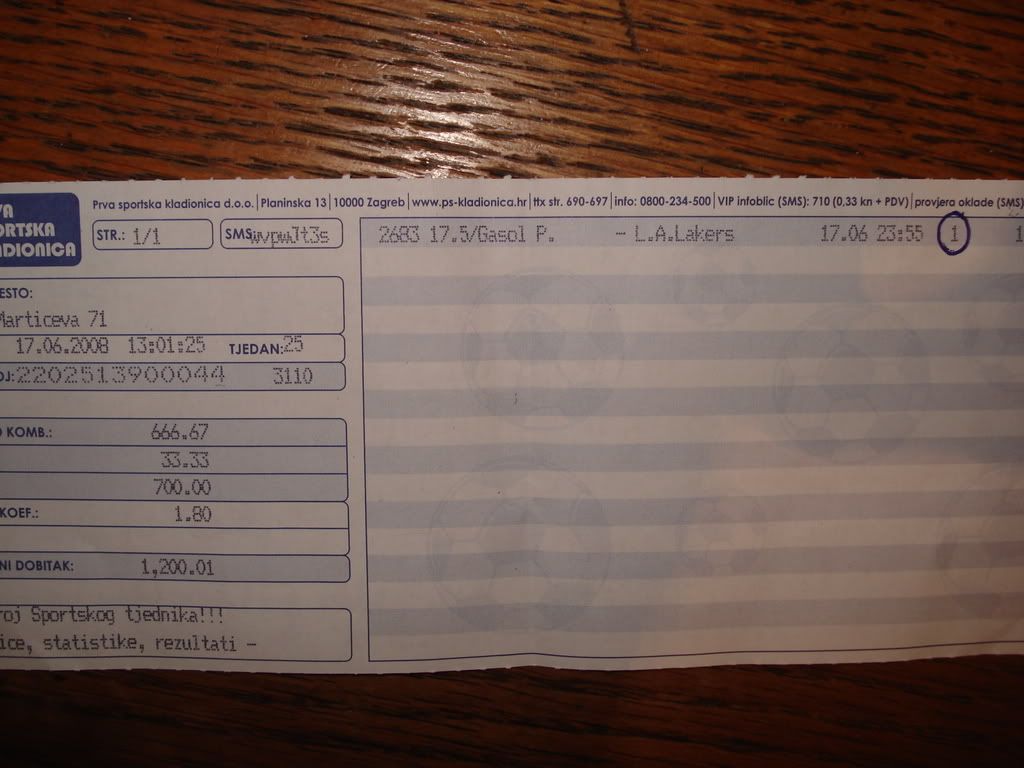 VA
ORTSKA
LADIONICA
Prva sportska kladionica d.o.o. | Planinska 13 | 10000 Zagreb | www.ps-kladionica.hr | ttx str. 690-697 | info: 0800-234-500 | VIP infoblic (SMS): 710 (0,33 kn + PDV) | provjera oklade (SMS)
STR.: 1/1
SMS
2683 17.5/Gasol P. - L.A.Lakers 17.06 23:55 1 1
ESTO:
Marticeva 71
17.06.2008 13:01:25 TJEDAN:25
OJ:2202513900044 3110
O KOMB.: 666.67
33.33
700.00
KOEF.: 1.80
NI DOBITAK: 1,200.01
roj Sportskog tjednika!!!
ice, statistike, rezultati -